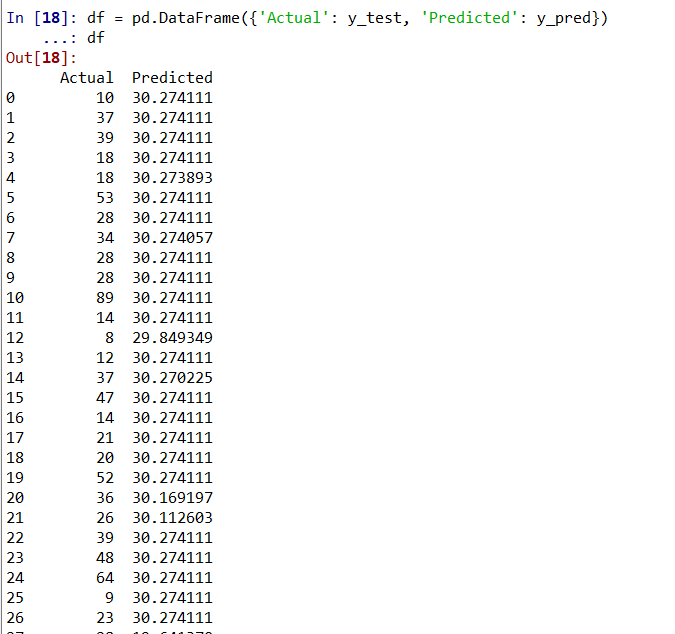 In [18]: df = pd.DataFrame({'Actual': y_test, 'Predicted': y_pred})
...: df
Out[18]:
Actual Predicted
0 10 30.274111
1 37 30.274111
2 39 30.274111
3 18 30.274111
4 18 30.273893
5 53 30.274111
6 28 30.274111
7 34 30.274057
8 28 30.274111
9 28 30.274111
10 89 30.274111
11 14 30.274111
12 8 29.849349
13 12 30.274111
14 37 30.270225
15 47 30.274111
16 14 30.274111
17 21 30.274111
18 20 30.274111
19 52 30.274111
20 36 30.169197
21 26 30.112603
22 39 30.274111
23 48 30.274111
24 64 30.274111
25 9 30.274111
26 23 30.274111